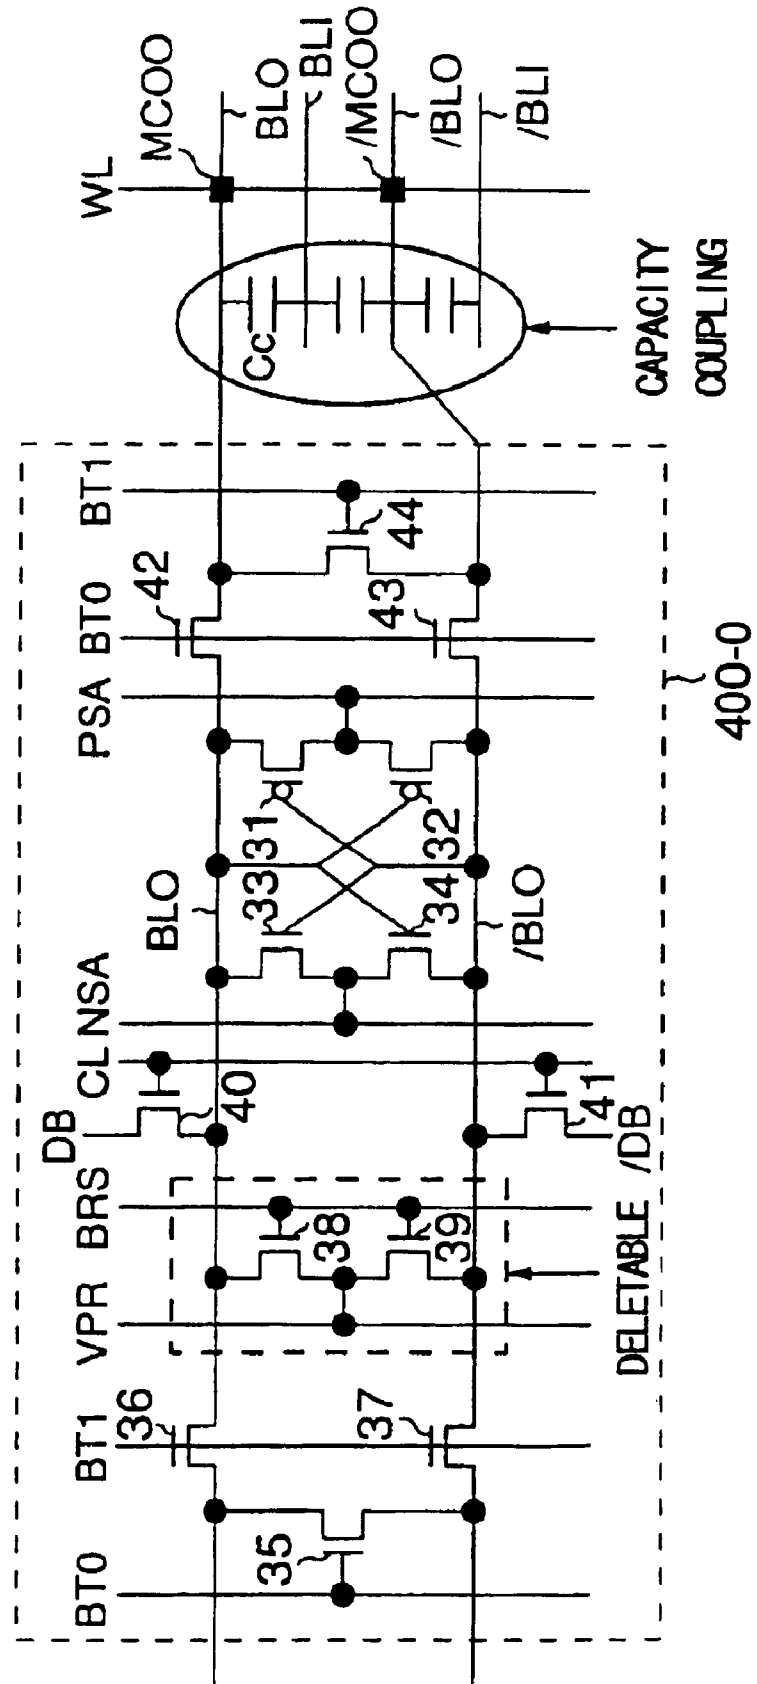 BT0
BT1
VPR
BRS
DB
CL
NSA
BLO
PSA
BT0
BT1
WL
MCOO
BLO
BLI
/MCOO
/BLO
/BLI
35
36
37
38
39
40
41
/DB
33
31
34
32
/BLO
42
43
44
Cc
DELETABLE
400-0
CAPACITY
COUPLING